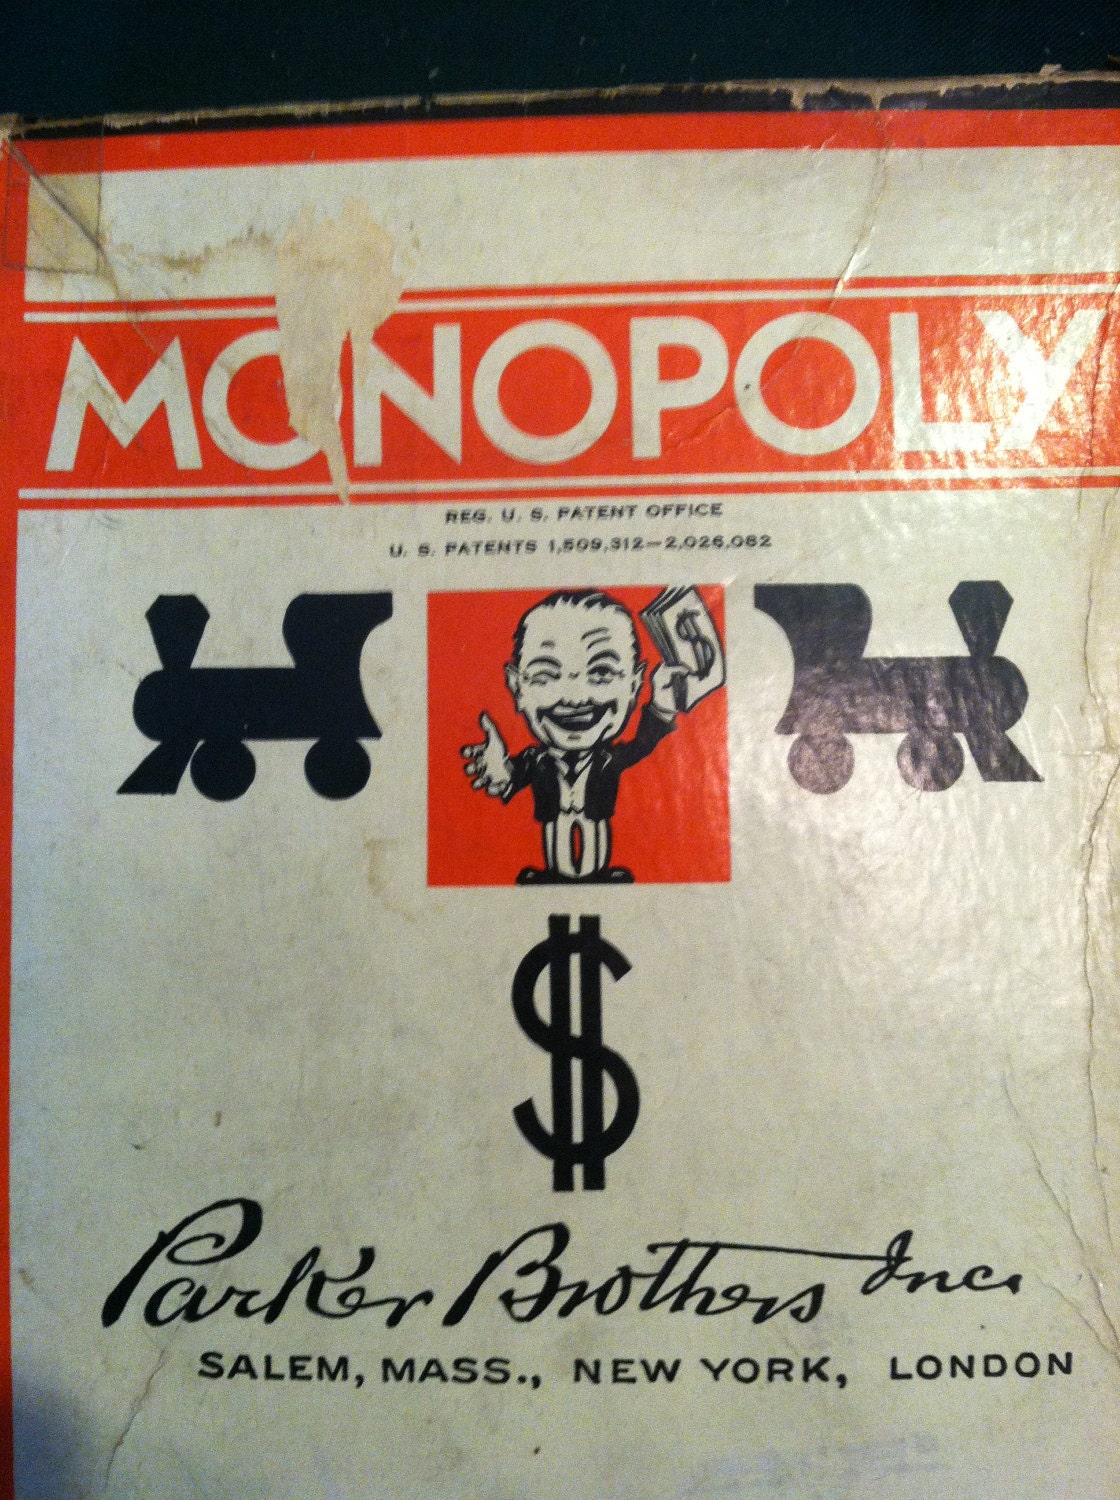 MONOPOLY
REG. U. S. PATENT OFFICE
U. S. PATENTS 1,509,312—2,026,082
$
$
Parker Brothers Inc.
SALEM, MASS., NEW YORK, LONDON